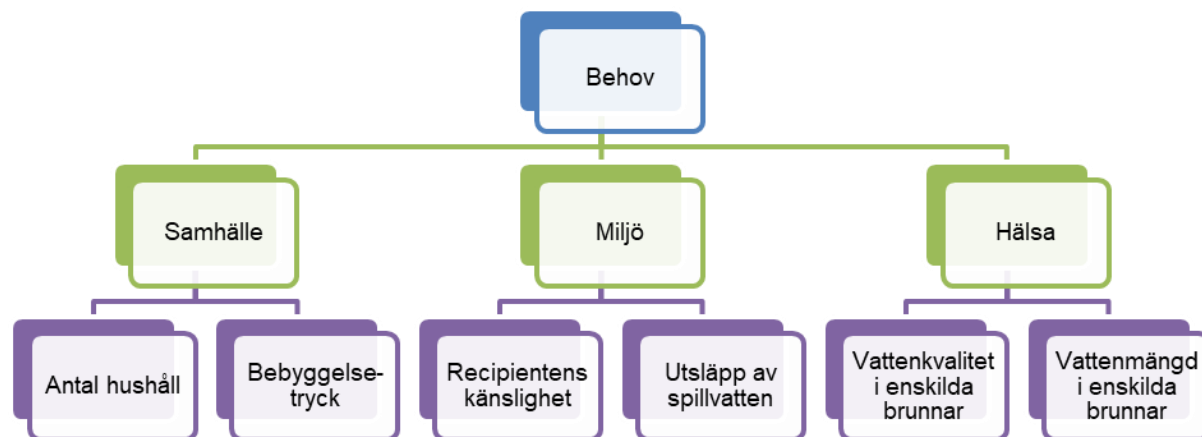 Behov
Samhälle
Miljö
Hälsa
Antal hushåll
Bebyggelse-
tryck
Recipientens
känslighet
Utsläpp av
spillvatten
Vattenkvalitet
i enskilda
brunnar
Vattenmängd
i enskilda
brunnar